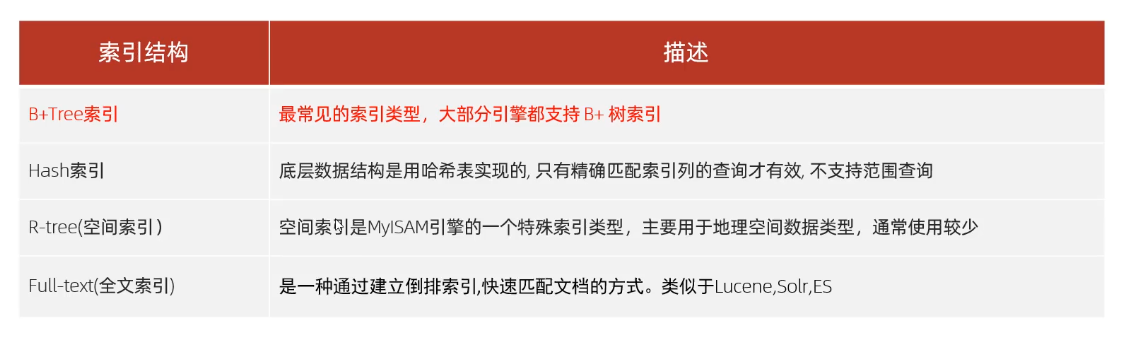 索引结构 描述
B+Tree索引 最常见的索引类型，大部分引擎都支持 B+ 树索引
Hash索引 底层数据结构是用哈希表实现的, 只有精确匹配索引列的查询才有效, 不支持范围查询
R-tree(空间索引） 空间索引是MyISAM引擎的一个特殊索引类型，主要用于地理空间数据类型，通常使用较少
Full-text(全文索引) 是一种通过建立倒排索引,快速匹配文档的方式。类似于Lucene,Solr,ES